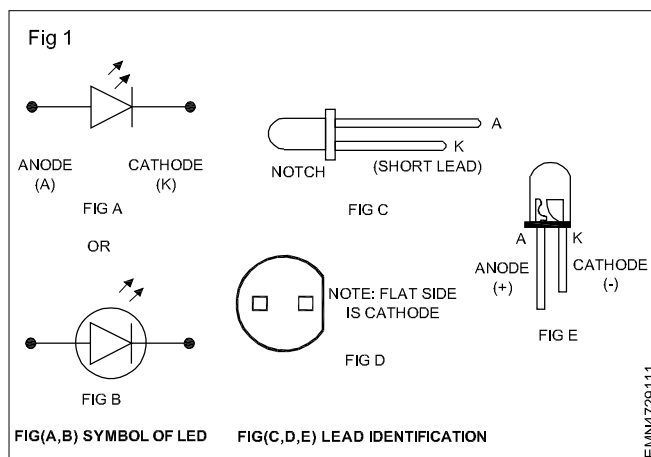 Fig 1
ANODE
(A)
CATHODE
(K)
FIG A
OR
FIG B
FIG(A,B) SYMBOL OF LED
A
K
NOTCH
(SHORT LEAD)
FIG C
NOTE: FLAT SIDE
IS CATHODE
FIG D
A
K
ANODE
(+)
CATHODE
(-)
FIG E
FIG(C,D,E) LEAD IDENTIFICATION
EMN4729111